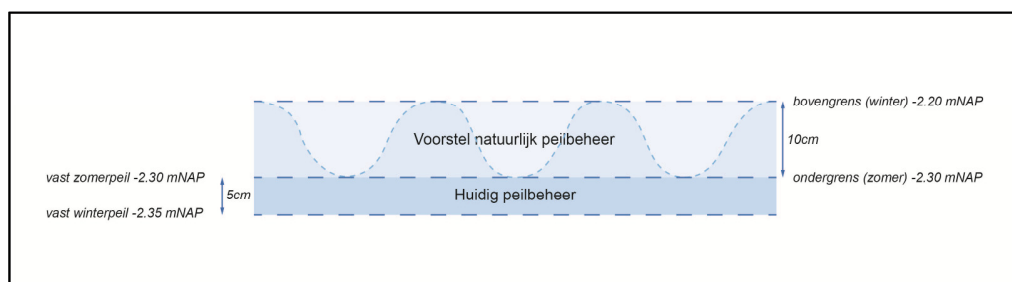 bovengrens (winter) -2.20 mNAP
Voorstel natuurlijk peilbeheer
10cm
vast zomerpeil -2.30 mNAP
ondergrens (zomer) -2.30 mNAP
5cm
Huidig peilbeheer
vast winterpeil -2.35 mNAP